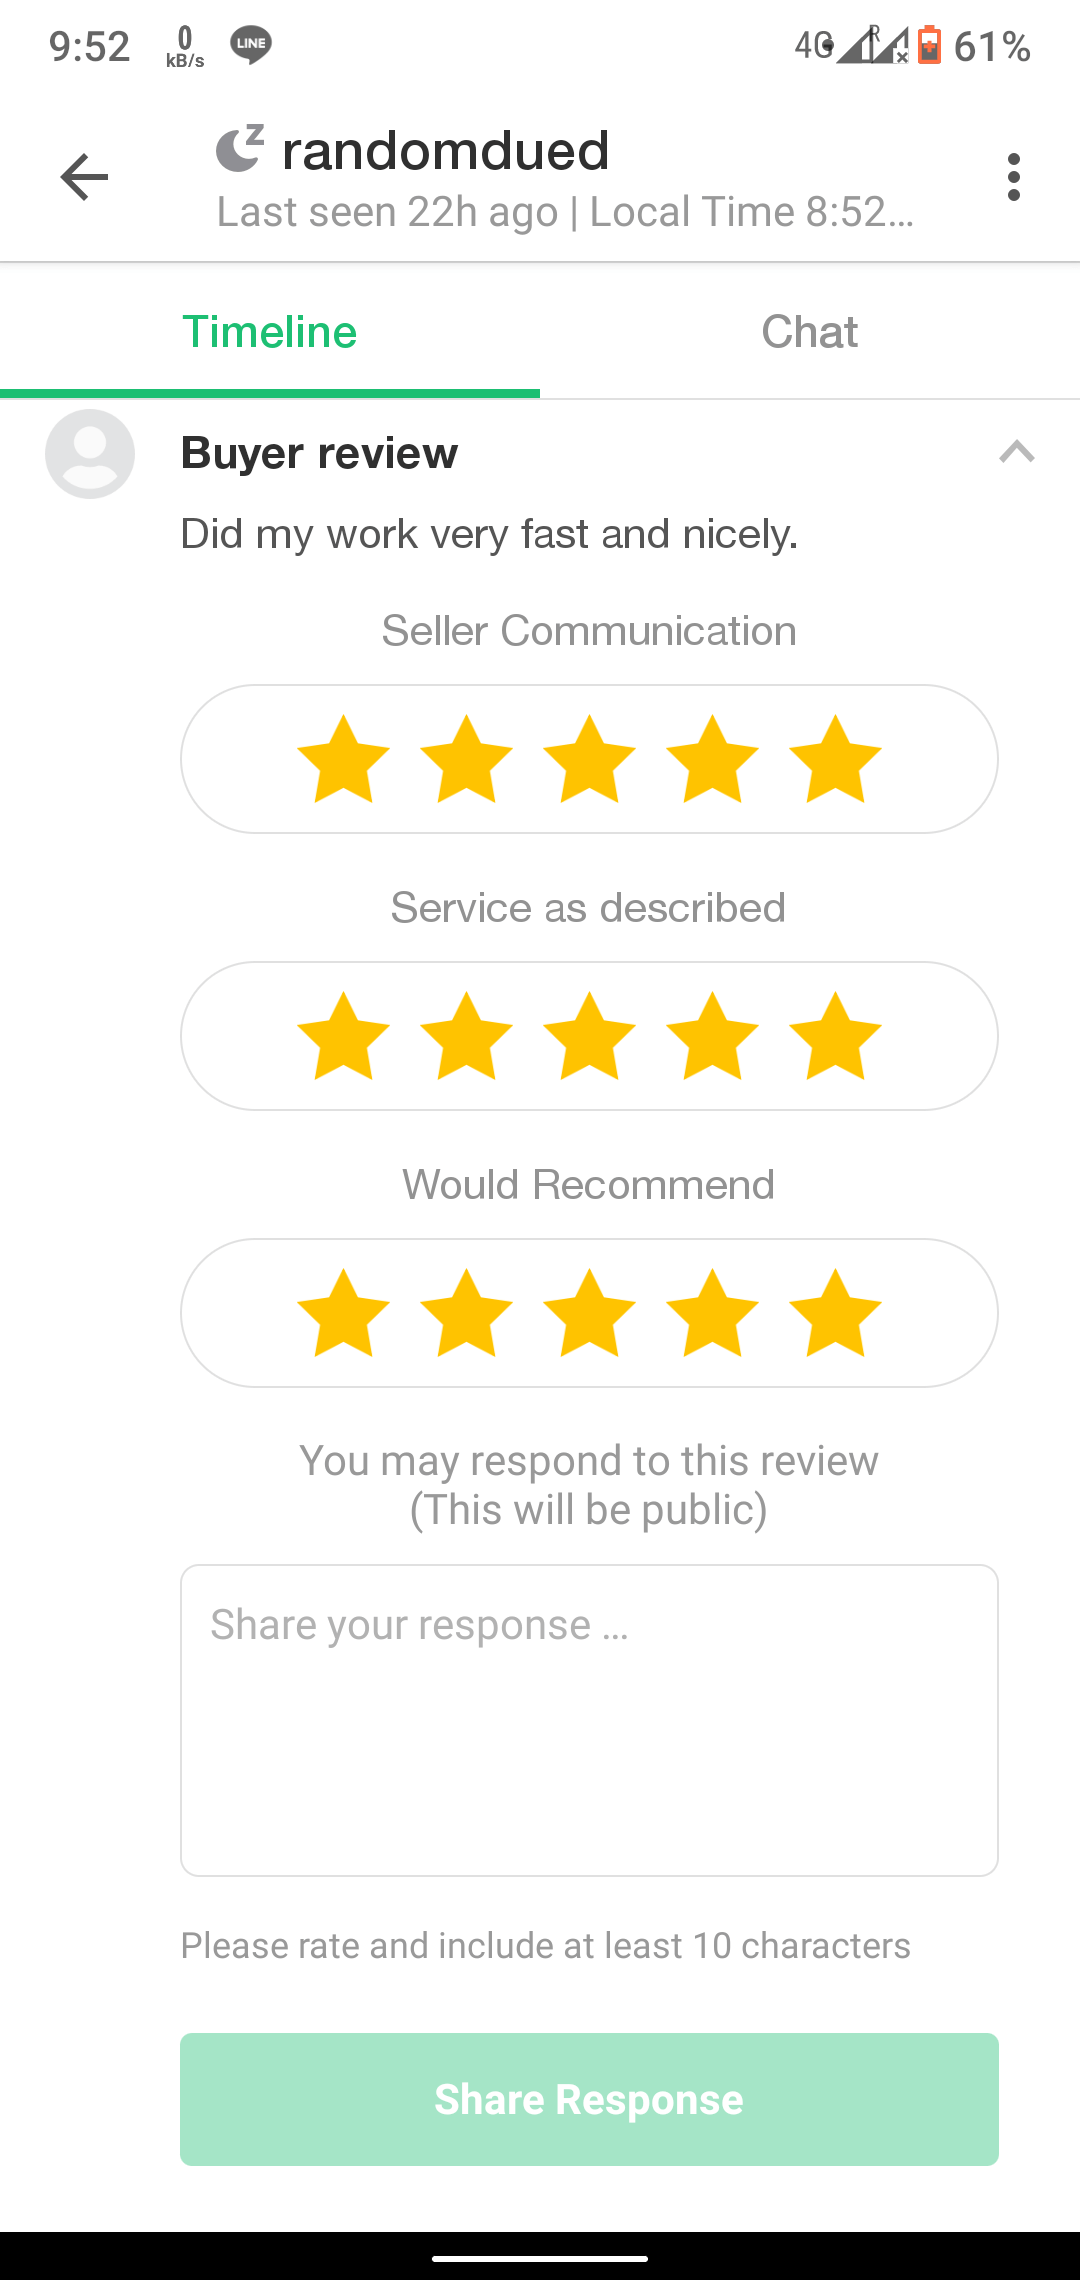 9:52
0
kB/s
LINE
4G
R
61%
z
randomdued
Last seen 22h ago | Local Time 8:52...
Timeline
Chat
Buyer review
Did my work very fast and nicely.
Seller Communication
Service as described
Would Recommend
You may respond to this review
(This will be public)
Share your response ...
Please rate and include at least 10 characters
Share Response